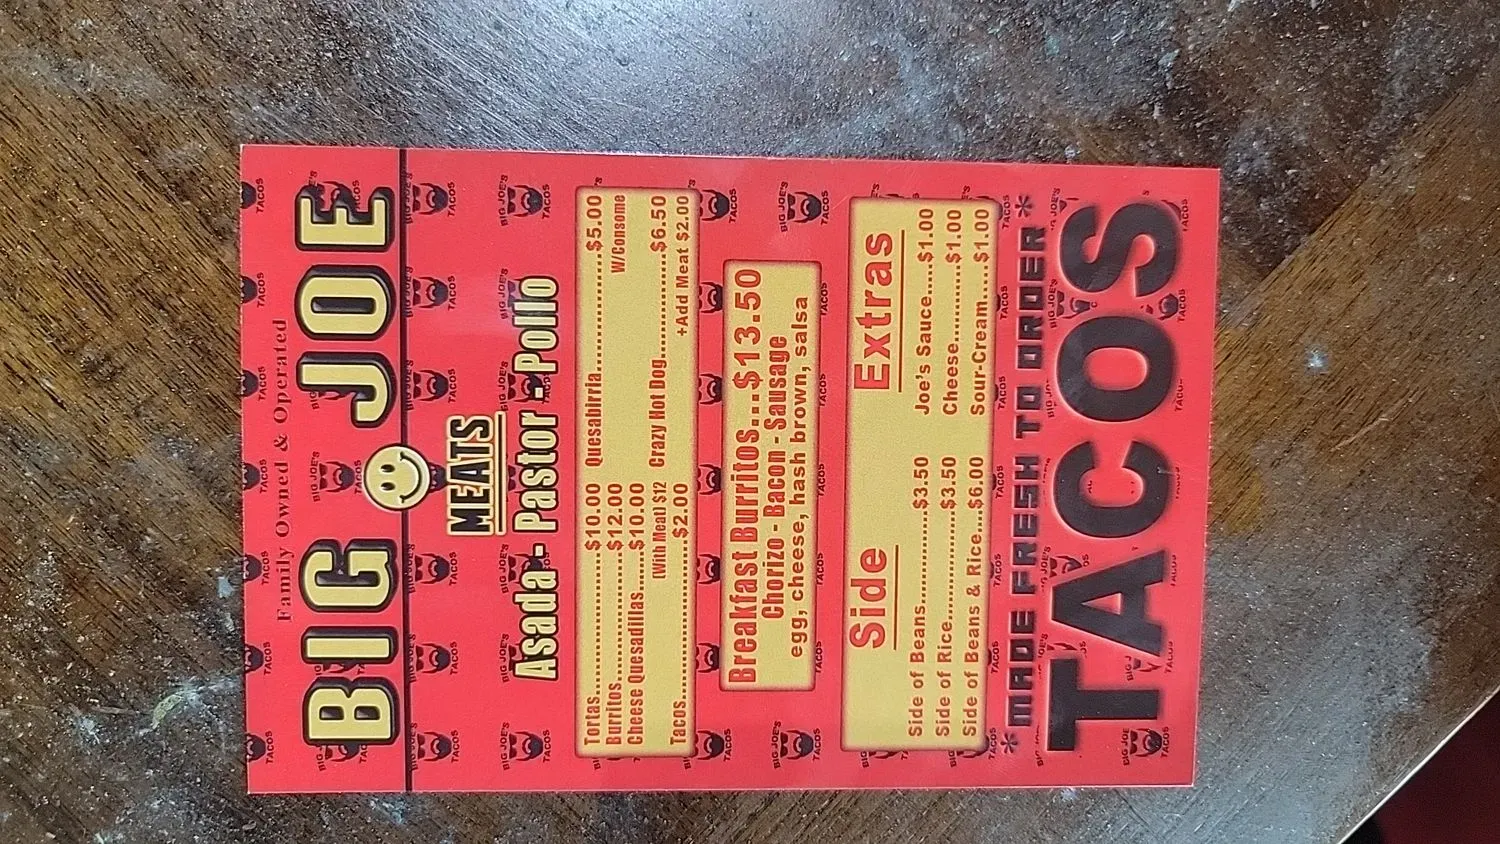 Family Owned & Operated
BIG JOE
MEATS
Asada - Pastor - Pollo
Tortas..............$10.00
Burritos............$12.00
Cheese Quesadillas.....$10.00
(With Meat) $12
Tacos..................$2.00
Quesabirria..............$5.00
W/Consome
Crazy Hot Dog..............$6.50
+Add Meat $2.00
Breakfast Burritos...$13.50
Chorizo - Bacon - Sausage
egg, cheese, hash brown, salsa
Side
Side of Beans...........$3.50
Side of Rice.............$3.50
Side of Beans & Rice....$6.00
Extras
Joe's Sauce....$1.00
Cheese..........$1.00
Sour-Cream...$1.00
*MADE FRESH TO ORDER*
TACOS
BIG JOE'S
TACOS